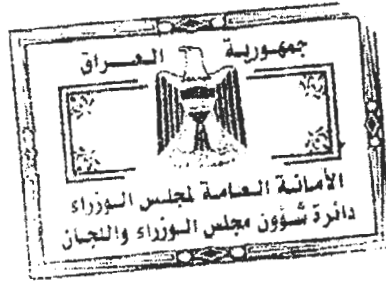 جمهورية العراق
الأمانة العامة لمجلس الوزراء
دائرة شؤون مجلس الوزراء واللجان